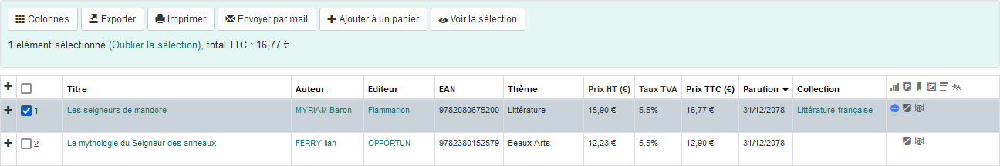 Colonnes Exporter Imprimer Envoyer par mail Ajouter à un panier Voir la sélection
1 élément sélectionné (Oublier la sélection), total TTC : 16,77 €
Titre Auteur Editeur EAN Thème Prix HT (€) Taux TVA Prix TTC (€) Parution Collection
1 Les seigneurs de mandore MYRIAM Baron Flammarion 9782080675200 Littérature 15,90 € 5.5% 16,77 € 31/12/2078 Littérature française
2 La mythologie du Seigneur des anneaux FERRY Ilan OPPORTUN 9782380152579 Beaux Arts 12,23 € 5.5% 12,90 € 31/12/2078